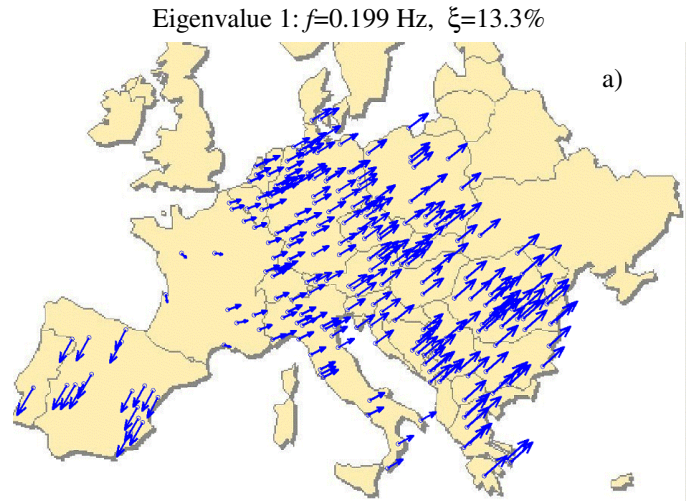 Eigenvalue 1: f=0.199 Hz, ξ=13.3%
a)